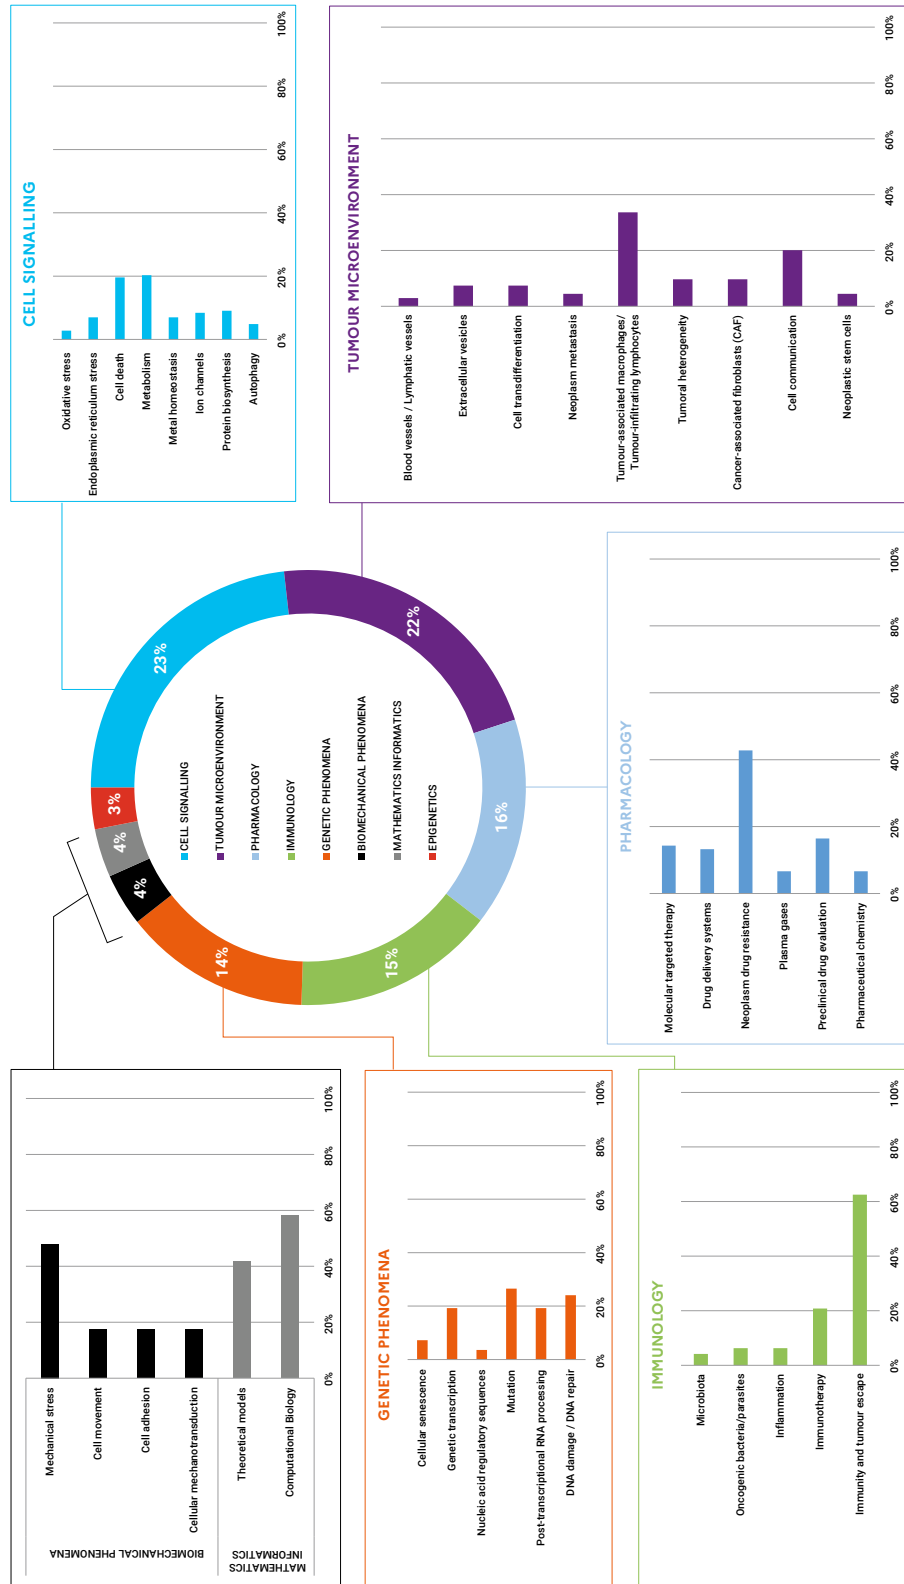 BIOMECHANICAL PHENOMENA
MATHEMATICS
INFORMATICS
Mechanical stress
Cell movement
Cell adhesion
Cellular mechanotransduction
Theoretical models
Computational Biology
0%
20%
40%
60%
80%
100%
CELL SIGNALLING
Oxidative stress
Endoplasmic reticulum stress
Cell death
Metabolism
Metal homeostasis
Ion channels
Protein biosynthesis
Autophagy
0%
20%
40%
60%
80%
100%
3%
4%
4%
14%
15%
16%
22%
23%
CELL SIGNALLING
TUMOUR MICROENVIRONMENT
PHARMACOLOGY
IMMUNOLOGY
GENETIC PHENOMENA
BIOMECHANICAL PHENOMENA
MATHEMATICS INFORMATICS
EPIGENETICS
GENETIC PHENOMENA
Cellular senescence
Genetic transcription
Nucleic acid regulatory sequences
Mutation
Post-transcriptional RNA processing
DNA damage / DNA repair
0%
20%
40%
60%
80%
100%
TUMOUR MICROENVIRONMENT
Blood vessels / Lymphatic vessels
Extracellular vesicles
Cell transdifferentiation
Neoplasm metastasis
Tumour-associated macrophages/
Tumour-infiltrating lymphocytes
Tumoral heterogeneity
Cancer-associated fibroblasts (CAF)
Cell communication
Neoplastic stem cells
0%
20%
40%
60%
80%
100%
IMMUNOLOGY
Microbiota
Oncogenic bacteria/parasites
Inflammation
Immunotherapy
Immunity and tumour escape
0%
20%
40%
60%
80%
100%
PHARMACOLOGY
Molecular targeted therapy
Drug delivery systems
Neoplasm drug resistance
Plasma gases
Preclinical drug evaluation
Pharmaceutical chemistry
0%
20%
40%
60%
80%
100%